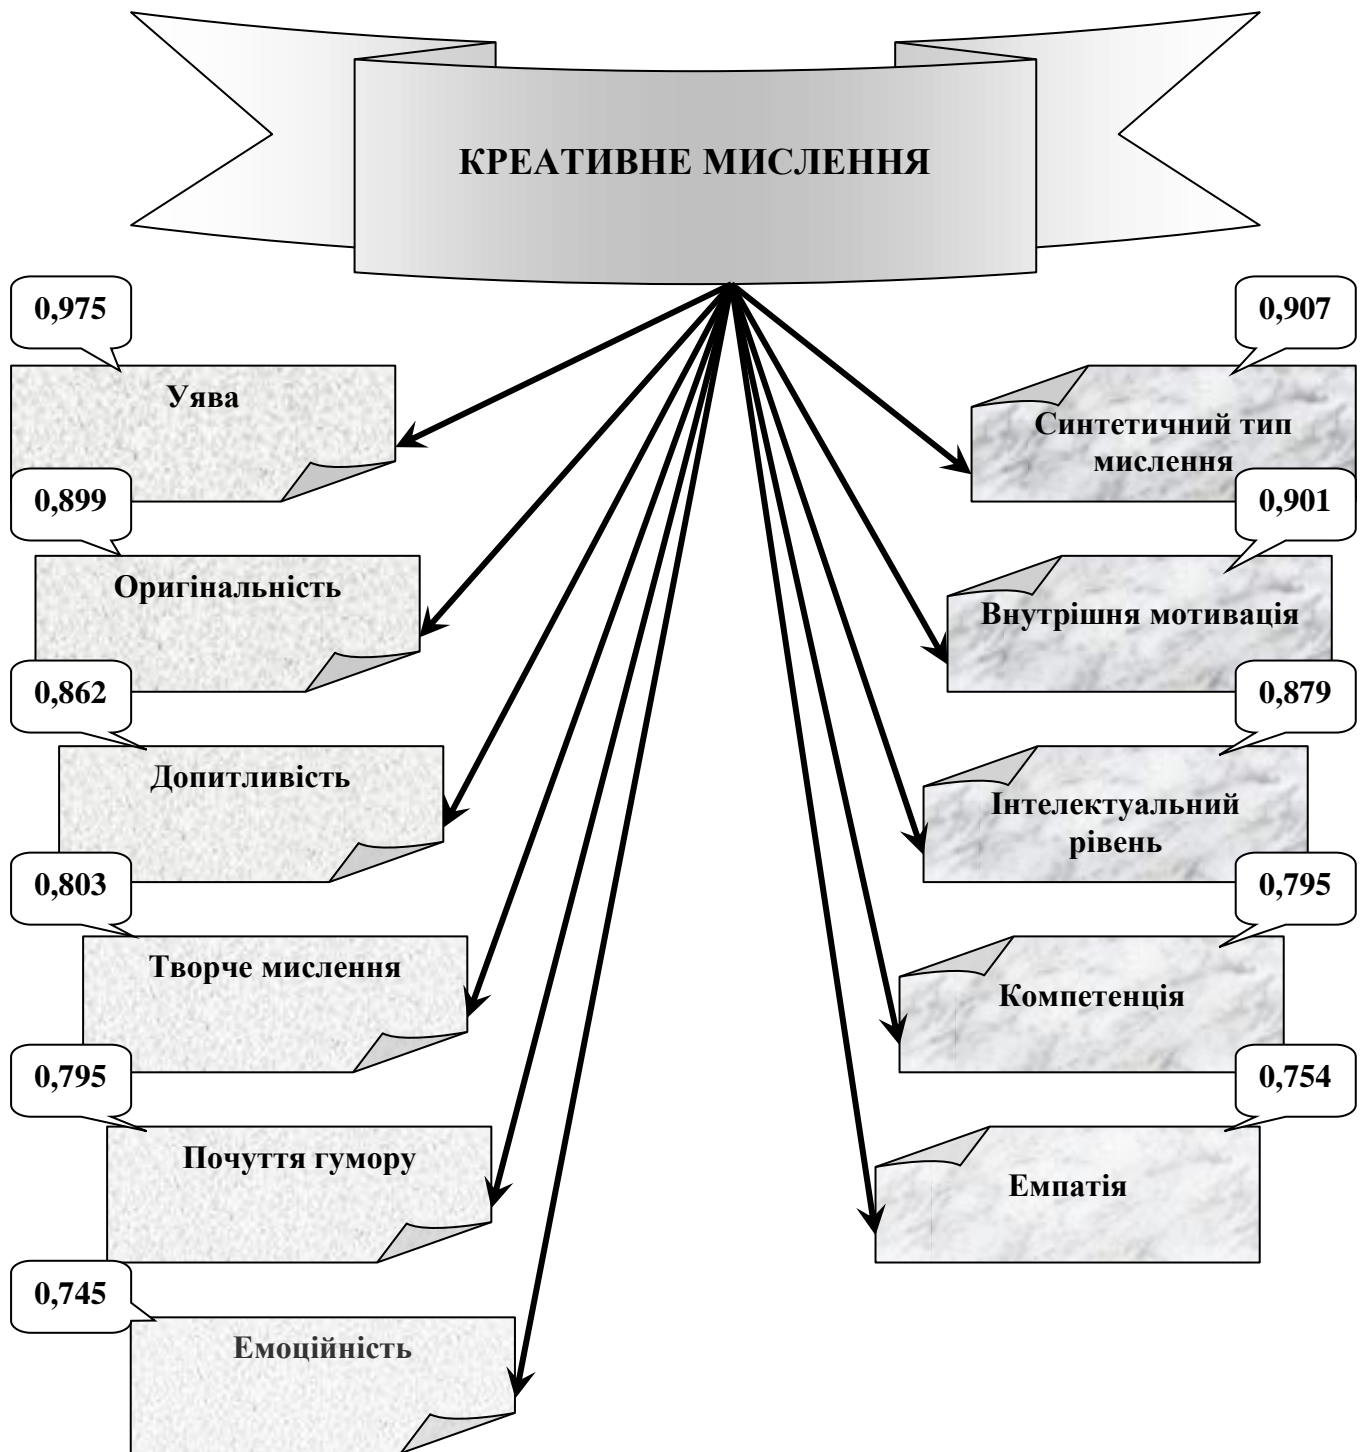 КРЕАТИВНЕ МИСЛЕННЯ
0,975
Уява
0,899
Оригінальність
0,862
Допитливість
0,803
Творче мислення
0,795
Почуття гумору
0,745
Емоційність
0,907
Синтетичний тип
мислення
0,901
Внутрішня мотивація
0,879
Інтелектуальний
рівень
0,795
Компетенція
0,754
Емпатія